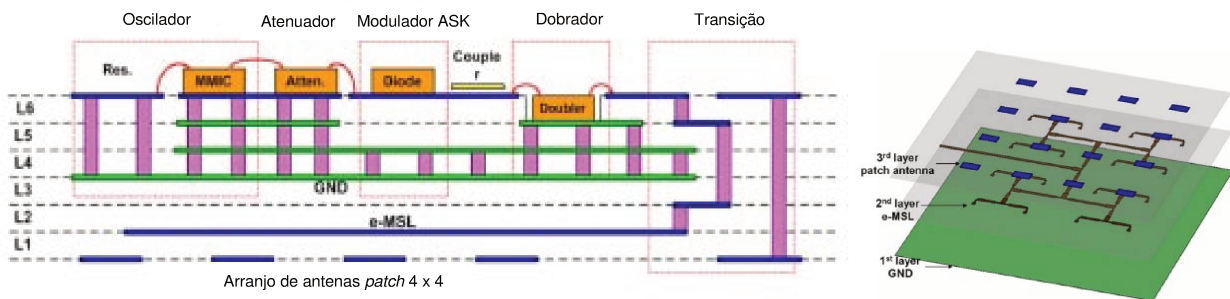 Oscilador Atenuador Modulador ASK Dobrador Transição
Res.
MMIC
Atten.
Diode
Couple
r
Doubler
L6
L5
L4
L3
GND
L2
e-MSL
L1
Arranjo de antenas patch 4 x 4
3rd layer
patch antenna
2nd layer
e-MSL
1st layer
GND